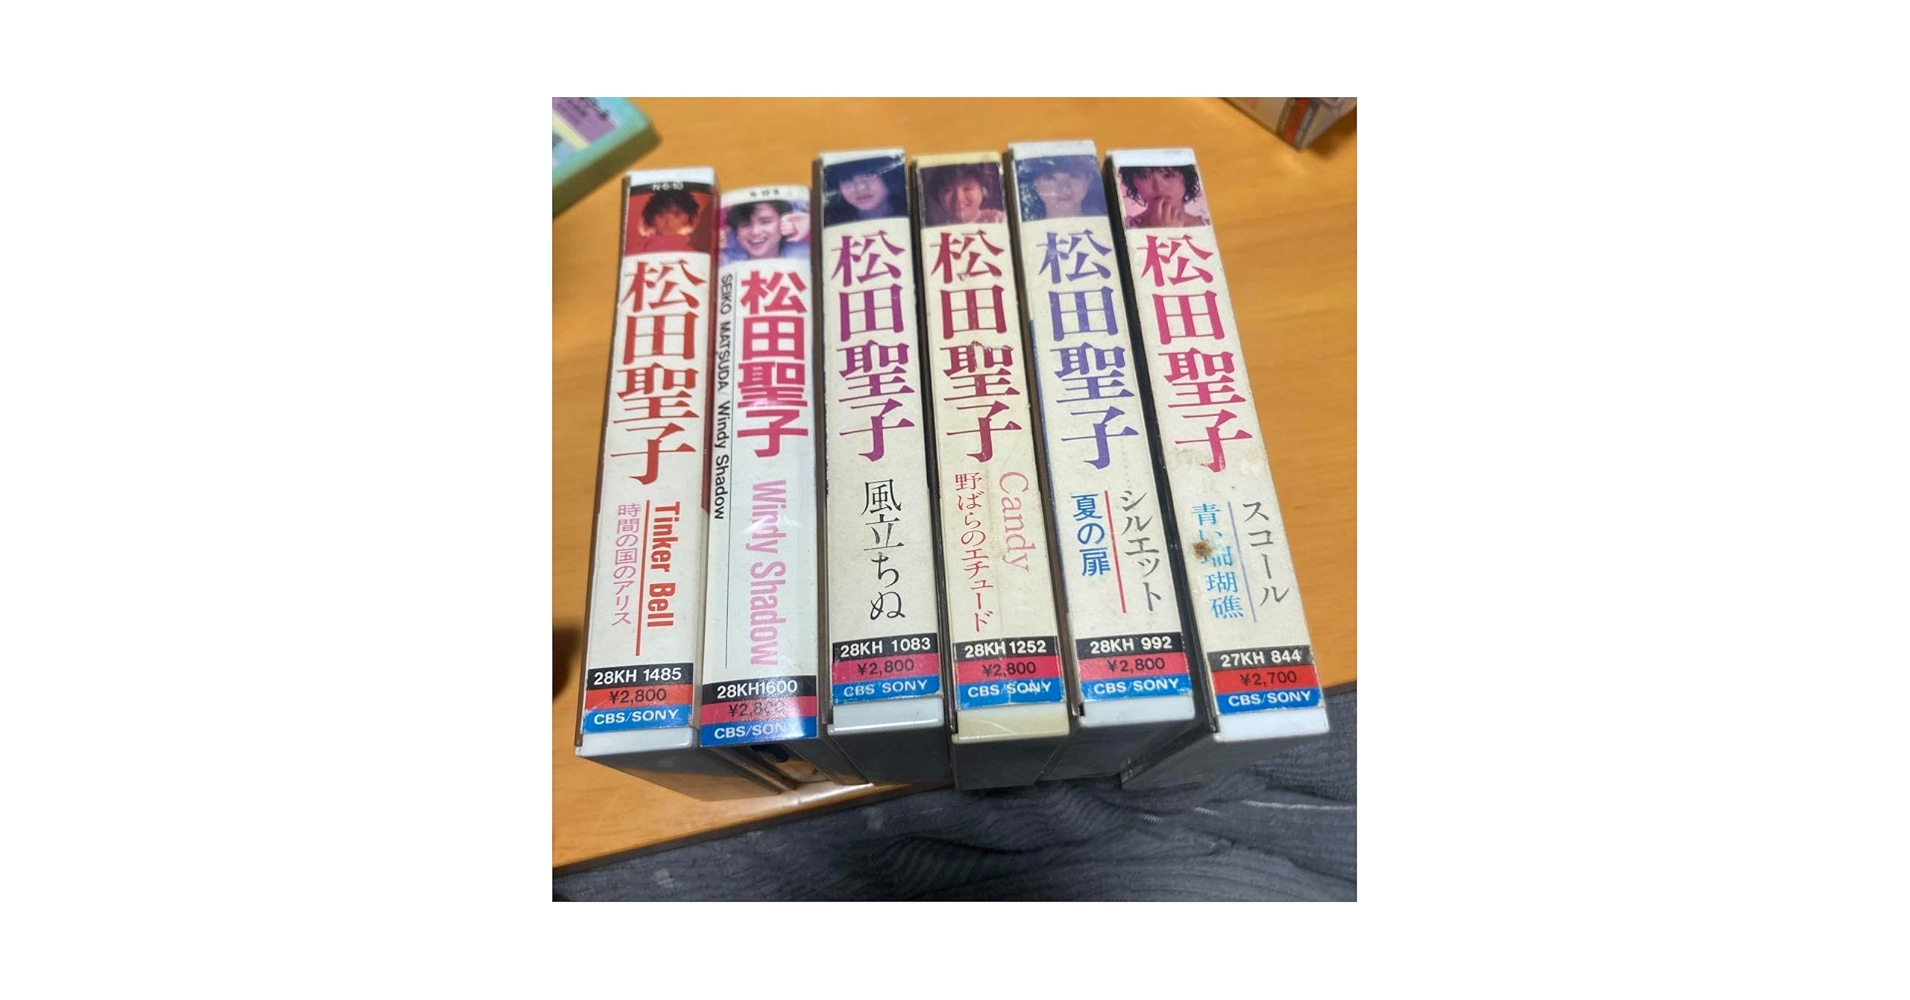 N-6-10
松田聖子
Tinker Bell
時間の国のアリス
28KH 1485
¥2,800
CBS/SONY
松田聖子
SEIKO MATSUDA/Windy Shadow
Windy Shadow
28KH1600
¥2,800
CBS/SONY
松田聖子
風立ちぬ
28KH 1083
¥2,800
CBS SONY
松田聖子
Candy
野ばらのエチュード
28KH 1252
¥2,800
CBS/SONY
松田聖子
シルエット
夏の扉
28KH 992
¥2,800
CBS/SONY
松田聖子
スコール
青い珊瑚礁
27KH 844
¥2,700
CBS/SONY